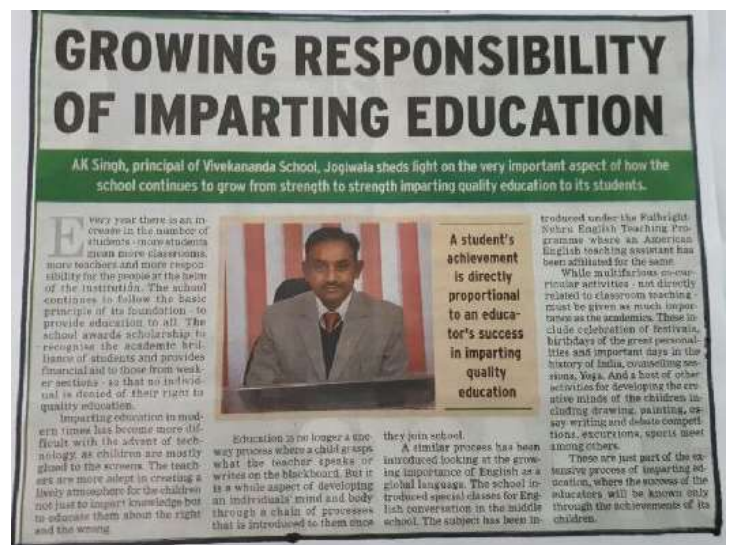 GROWING RESPONSIBILITY
OF IMPARTING EDUCATION
AK Singh, principal of Vivekananda School, Jogiwala sheds light on the very important aspect of how the
school continues to grow from strength to strength imparting quality education to its students.
Every year there is an in-
crease in the number of
students - more students
mean more classrooms,
more teachers and more respon-
sibility for the people at the helm
of the institution. The school
continues to follow the basic
principle of its foundation - to
provide education to all. The
school awards scholarship to
recognise the academic bril-
liance of students and provides
financial aid to those from weak-
er sections - so that no individ-
ual is denied of their right to
quality education.
Imparting education in mod-
ern times has become more dif-
ficult with the advent of tech-
nology, as children are mostly
glued to the screens. The teach-
ers are more adept in creating a
lively atmosphere for the children
not just to impart knowledge but
to educate them about the right
and the wrong.
A student's
achievement
is directly
proportional
to an educa-
tor's success
in imparting
quality
education
Education is no longer a one-
way process where a child grasps
what the teacher speaks or
writes on the blackboard. But it
is a whole aspect of developing
an individuals' mind and body
through a chain of processes
that is introduced to them once
they join school.
A similar process has been
introduced looking at the grow-
ing importance of English as a
global language. The school in-
troduced special classes for Eng-
lish conversation in the middle
school. The subject has been in-
troduced under the Fulbright-
Nehru English Teaching Pro-
gramme where an American
English teaching assistant has
been affiliated for the same.
While multifarious co-cur-
ricular activities - not directly
related to classroom teaching -
must be given as much impor-
tance as the academics. These in-
clude celebration of festivals,
birthdays of the great personal-
ities and important days in the
history of India, counselling ses-
sions, Yoga. And a host of other
activities for developing the cre-
ative minds of the children in-
cluding drawing, painting, es-
say writing and debate competi-
tions, excursions, sports meet
among others.
These are just part of the ex-
tensive process of imparting ed-
ucation, where the success of the
educators will be known only
through the achievements of its
children.